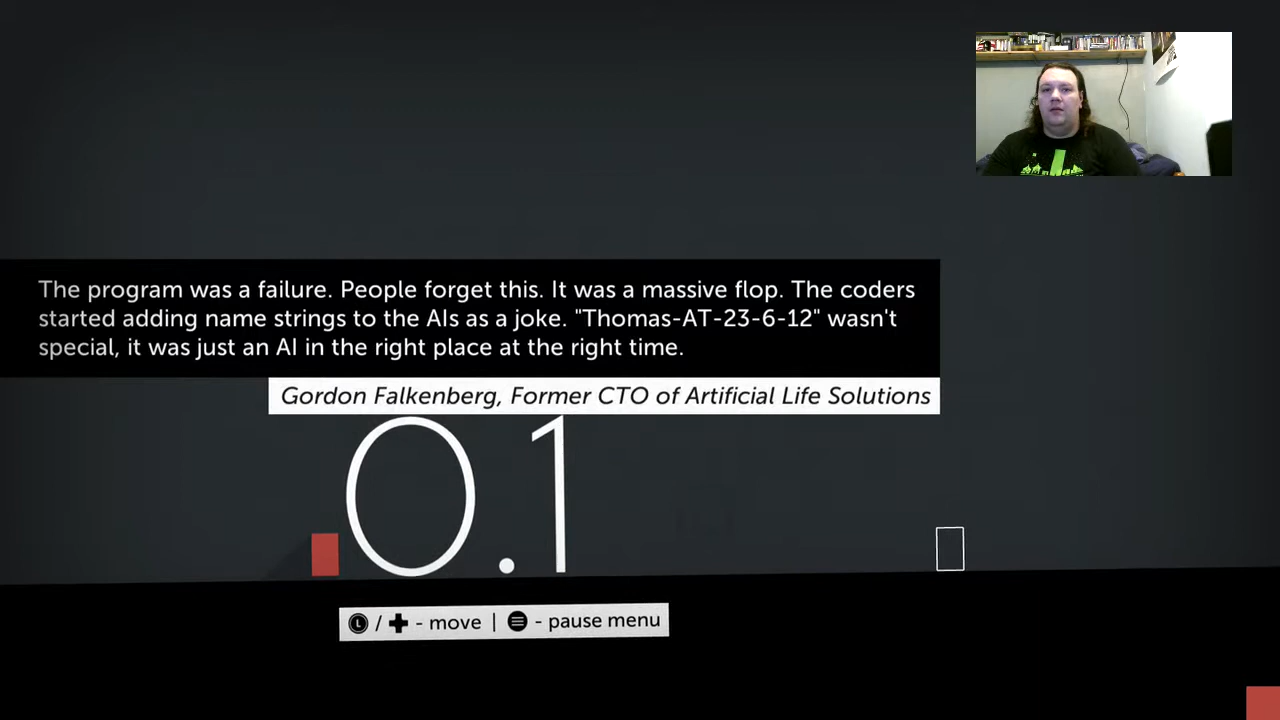 The program was a failure. People forget this. It was a massive flop. The coders
started adding name strings to the AIs as a joke. "Thomas-AT-23-6-12" wasn't
special, it was just an AI in the right place at the right time.
Gordon Falkenberg, Former CTO of Artificial Life Solutions
0.1
L / - move | - pause menu